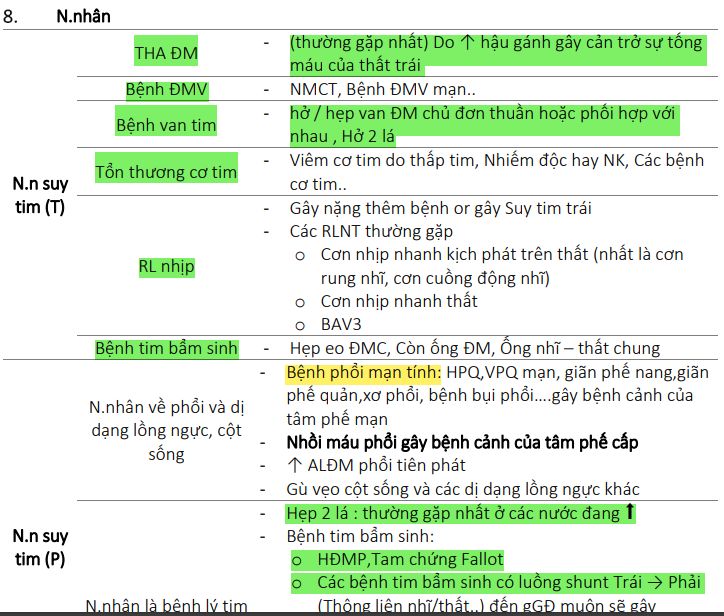 8. N.nhân
THA ĐM
- (thường gặp nhất) Do ↑ hậu gánh gây cản trở sự tống
máu của thất trái
Bệnh ĐMV
- NMCT, Bệnh ĐMV mạn..
Bệnh van tim
- hở / hẹp van ĐM chủ đơn thuần hoặc phối hợp với
nhau , Hở 2 lá
N.n suy
tim (T)
Tổn thương cơ tim
- Viêm cơ tim do thấp tim, Nhiếm độc hay NK, Các bệnh
cơ tim..
RL nhịp
- Gây nặng thêm bệnh or gây Suy tim trái
- Các RLNT thường gặp
o Cơn nhịp nhanh kịch phát trên thất (nhất là cơn
rung nhĩ, cơn cuồng động nhĩ)
o Cơn nhịp nhanh thất
o BAV3
Bệnh tim bẩm sinh
- Hẹp eo ĐMC, Còn ống ĐM, Ống nhĩ – thất chung
N.nhân về phổi và dị
dạng lồng ngực, cột
sống
- Bệnh phổi mạn tính: HPQ,VPQ mạn, giãn phế nang,giãn
phế quản,xơ phổi, bệnh bụi phổi....gây bệnh cảnh của
tâm phế mạn
- Nhồi máu phổi gây bệnh cảnh của tâm phế cấp
- ↑ ALĐM phổi tiên phát
- Gù vẹo cột sống và các dị dạng lồng ngực khác
N.n suy
tim (P)
- Hẹp 2 lá : thường gặp nhất ở các nước đang ⬆
- Bệnh tim bẩm sinh:
o HĐMP,Tam chứng Fallot
o Các bệnh tim bẩm sinh có luồng shunt Trái → Phải
N.nhân là bệnh lý tim
(Thông liên nhĩ/thất..) đến gGĐ muộn sẽ gây